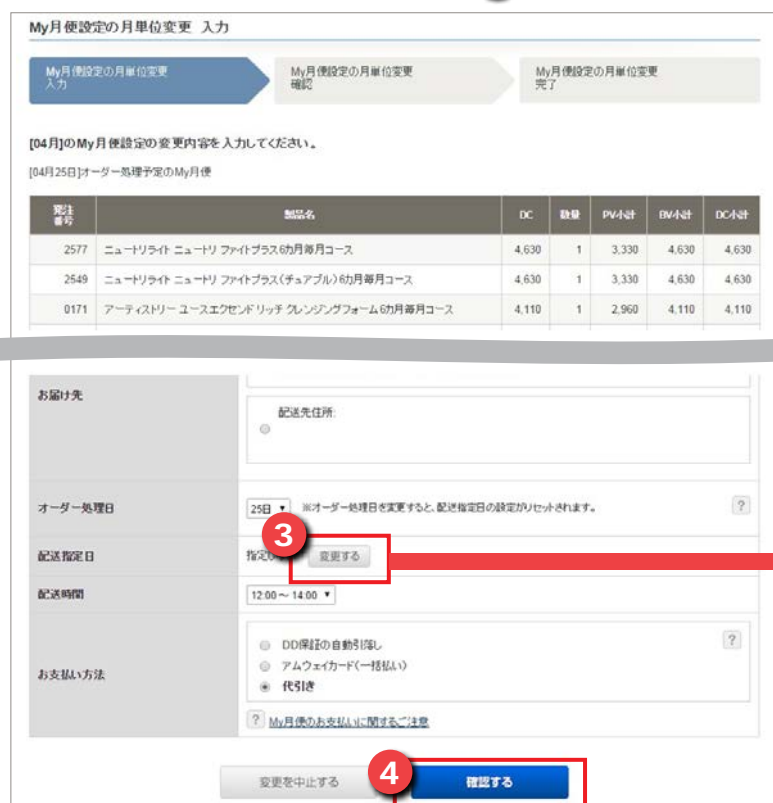 My月便設定の月単位変更 入力
My月便設定の月単位変更
入力
My月便設定の月単位変更
確認
My月便設定の月単位変更
完了
[04月]のMy月便設定の変更内容を入力してください。
[04月25日]オーダー処理予定のMy月便
発注
番号 製品名 DC 数量 PV小計 BV小計 DC小計
2577 ニュートリライト ニュートリ ファイトプラス6カ月毎月コース 4,630 1 3,330 4,630 4,630
2549 ニュートリライト ニュートリ ファイトプラス(チュアブル)6カ月毎月コース 4,630 1 3,330 4,630 4,630
0171 アーティストリー ユースエクセンド リッチ クレンジングフォーム6カ月毎月コース 4,110 1 2,960 4,110 4,110
お届け先
配送先住所:
オーダー処理日 25日 ※オーダー処理日を変更すると、配送指定日の設定がリセットされます。 ?
3
配送指定日 変更する
配送時間 12:00～14:00
お支払い方法
DD保証の自動引落し ?
アムウェイカード(一括払い)
代引き
? My月便のお支払いに関するご注意
変更を中止する 4 確認する